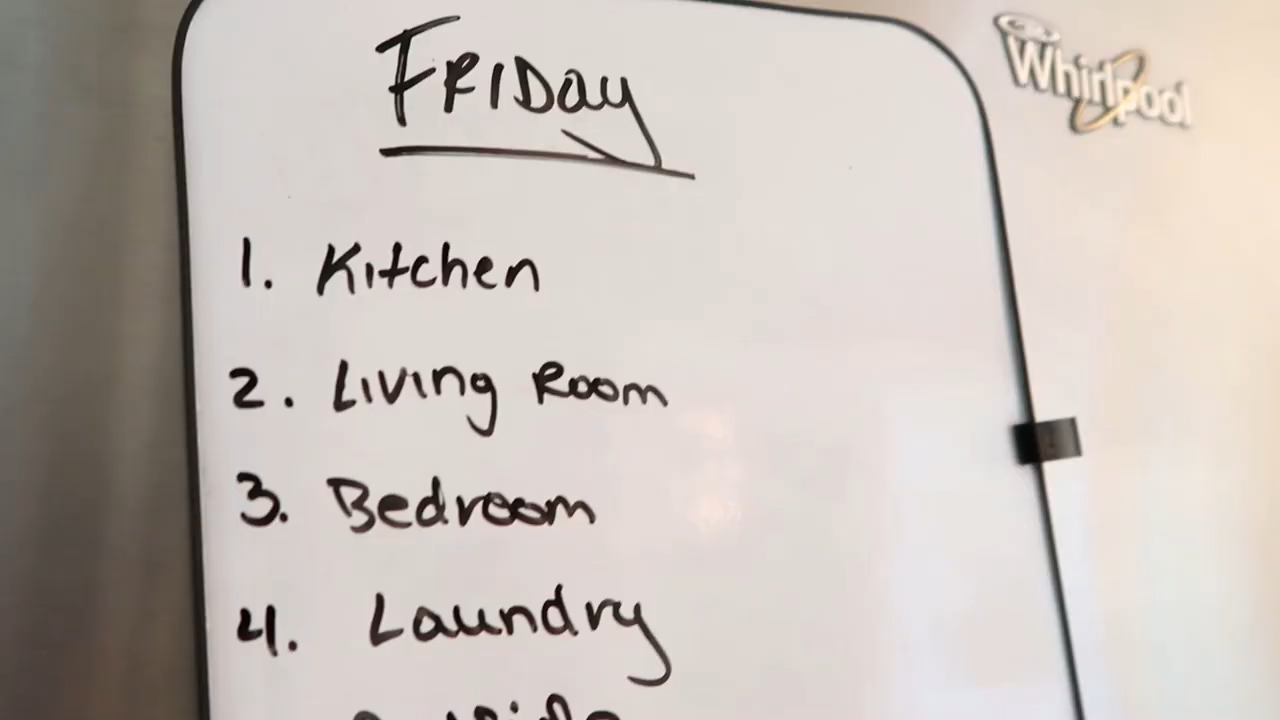 Friday
Whirlpool
1. Kitchen
2. Living Room
3. Bedroom
4. Laundry